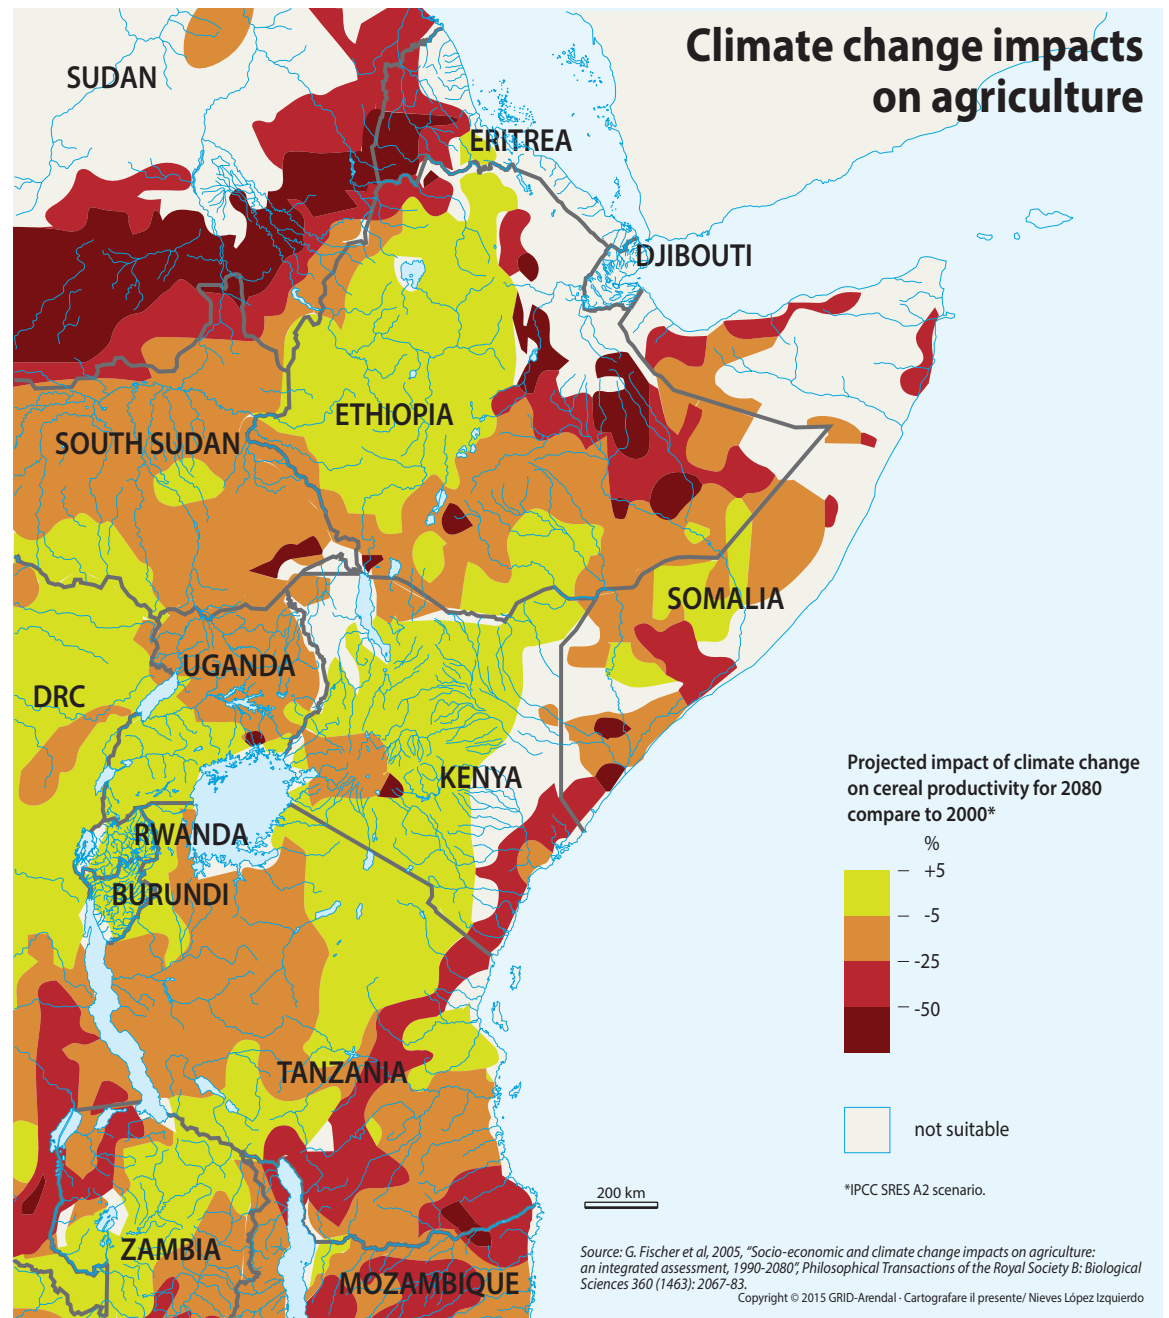 Climate change impacts
on agriculture
SUDAN
ERITREA
DJIBOUTI
ETHIOPIA
SOUTH SUDAN
SOMALIA
UGANDA
DRC
KENYA
RWANDA
BURUNDI
TANZANIA
ZAMBIA
MOZAMBIQUE
Projected impact of climate change
on cereal productivity for 2080
compare to 2000*
%
+5
-5
-25
-50
not suitable
*IPCC SRES A2 scenario.
200 km
Source: G. Fischer et al, 2005, “Socio-economic and climate change impacts on agriculture:
an integrated assessment, 1990-2080”, Philosophical Transactions of the Royal Society B: Biological
Sciences 360 (1463): 2067-83.
Copyright © 2015 GRID-Arendal · Cartografare il presente/ Nieves López Izquierdo